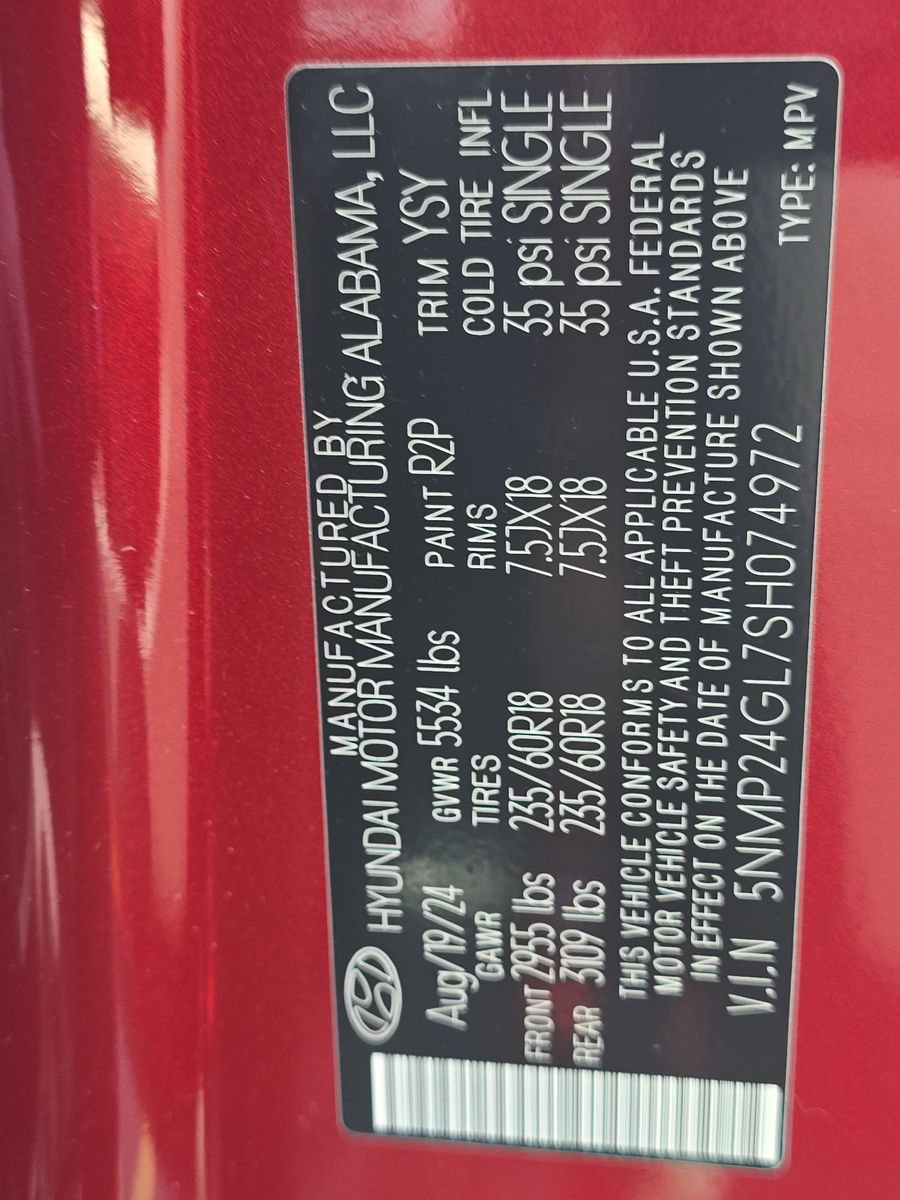 MANUFACTURED BY
HYUNDAI MOTOR MANUFACTURING ALABAMA, LLC
Aug/19/24 GVWR 5534 lbs PAINT R2P TRIM YSY
GAWR TIRES RIMS COLD TIRE INFL
FRONT 2955 lbs 235/60R18 7.5JX18 35 psi SINGLE
REAR 3109 lbs 235/60R18 7.5JX18 35 psi SINGLE
THIS VEHICLE CONFORMS TO ALL APPLICABLE U.S.A. FEDERAL
MOTOR VEHICLE SAFETY AND THEFT PREVENTION STANDARDS
IN EFFECT ON THE DATE OF MANUFACTURE SHOWN ABOVE
V.I.N 5NMP24GL7SH074972 TYPE: MPV